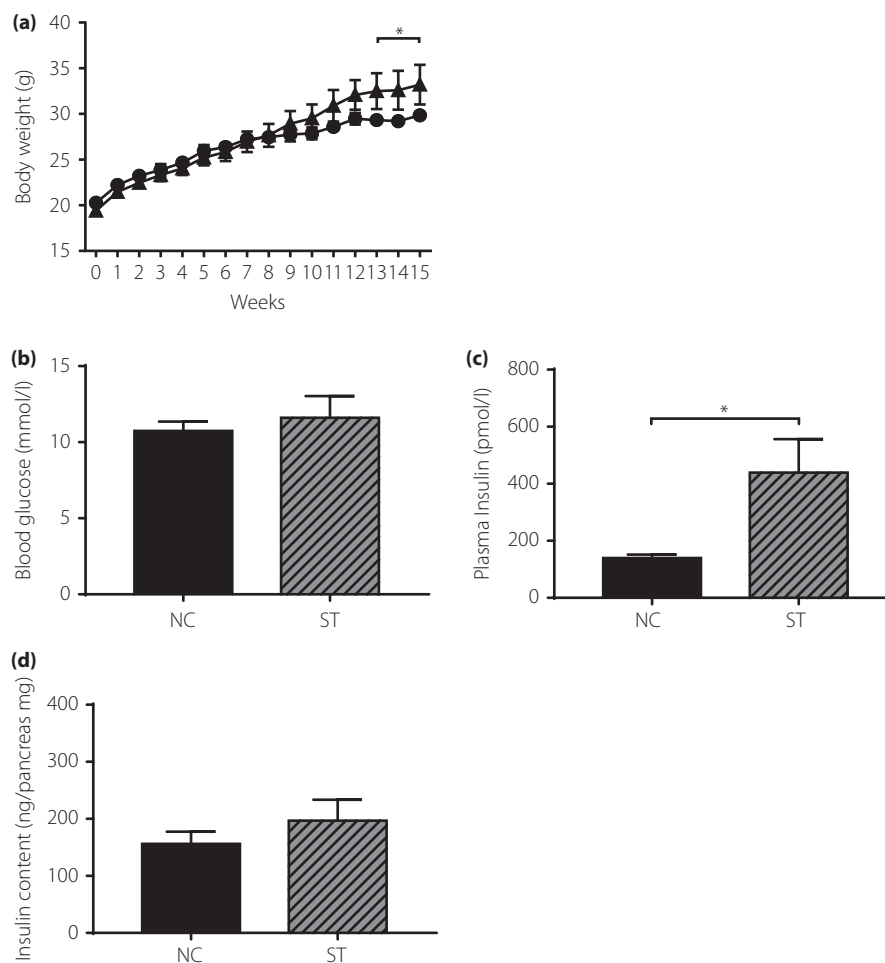 (a)
40
35
30
25
20
15
Body weight (g)
*
0 1 2 3 4 5 6 7 8 9 10 11 12 13 14 15
Weeks
(b)
15
10
5
0
Blood glucose (mmol/l)
NC ST
(c)
800
600
400
200
0
Plasma Insulin (pmol/l)
*
NC ST
(d)
400
300
200
100
0
Insulin content (ng/pancreas mg)
NC ST